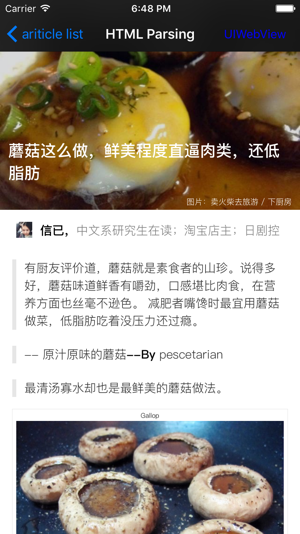 Carrier 6:48 PM
ariticle list HTML Parsing UIWebView
蘑菇这么做，鲜美程度直逼肉类，还低
脂肪
图片：卖火柴去旅游 / 下厨房
信已，中文系研究生在读；淘宝店主；日剧控
有厨友评价道，蘑菇就是素食者的山珍。说得多
好，蘑菇味道鲜香有嚼劲，口感堪比肉食，在营
养方面也丝毫不逊色。 减肥者嘴馋时最宜用蘑菇
做菜，低脂肪吃着没压力还过瘾。
-- 原汁原味的蘑菇--By pescetarian
最清汤寡水却也是最鲜美的蘑菇做法。
Gallop